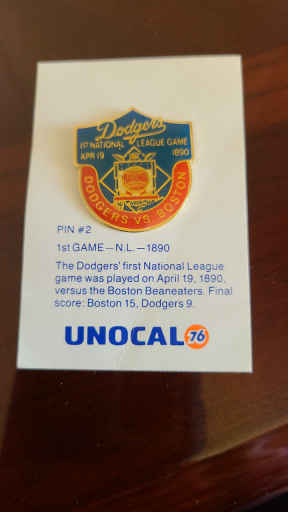 Dodgers
1ST NATIONAL LEAGUE GAME
APR 19 1890
DODGERS VS. BOSTON
PIN #2
1st GAME—N.L.—1890
The Dodgers' first National League
game was played on April 19, 1890,
versus the Boston Beaneaters. Final
score: Boston 15, Dodgers 9.
UNOCAL 76